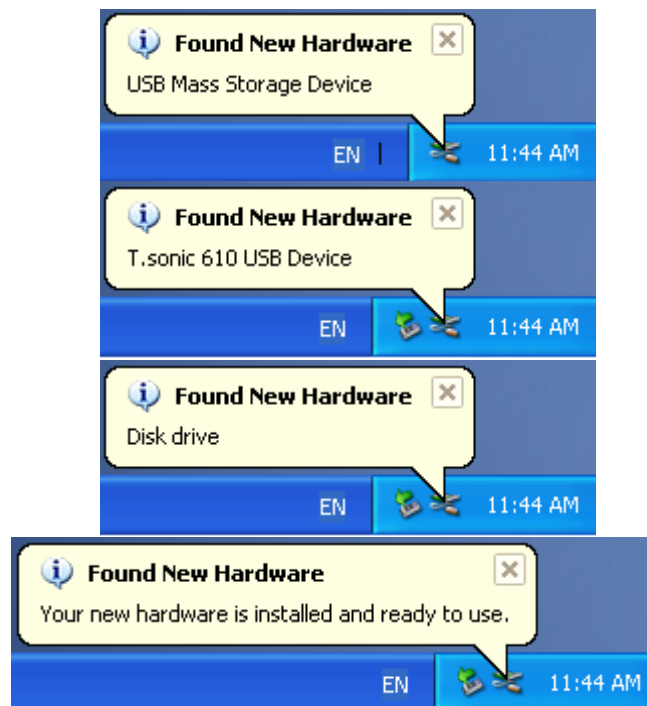 Found New Hardware
USB Mass Storage Device
EN 11:44 AM
Found New Hardware
T.sonic 610 USB Device
EN 11:44 AM
Found New Hardware
Disk drive
EN 11:44 AM
Found New Hardware
Your new hardware is installed and ready to use.
EN 11:44 AM